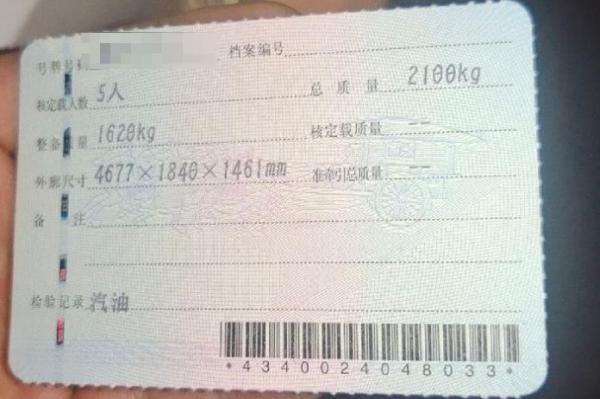 号牌号码 档案编号
核定载人数 5人 总质量 2100kg
整备质量 1620kg 核定载质量 --
外廓尺寸 4677×1840×1461mm 准牵引总质量 --
备注
检验记录 汽油
*4340024048033*